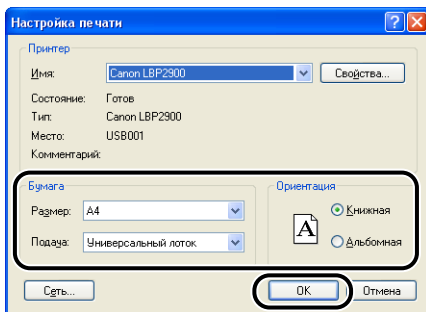 Настройка печати
Принтер
Имя: Canon LBP2900 Свойства...
Состояние: Готов
Тип: Canon LBP2900
Место: USB001
Комментарий:
Бумага Ориентация
Размер: A4 Книжная
Подача: Универсальный лоток A Альбомная
Сеть... OK Отмена